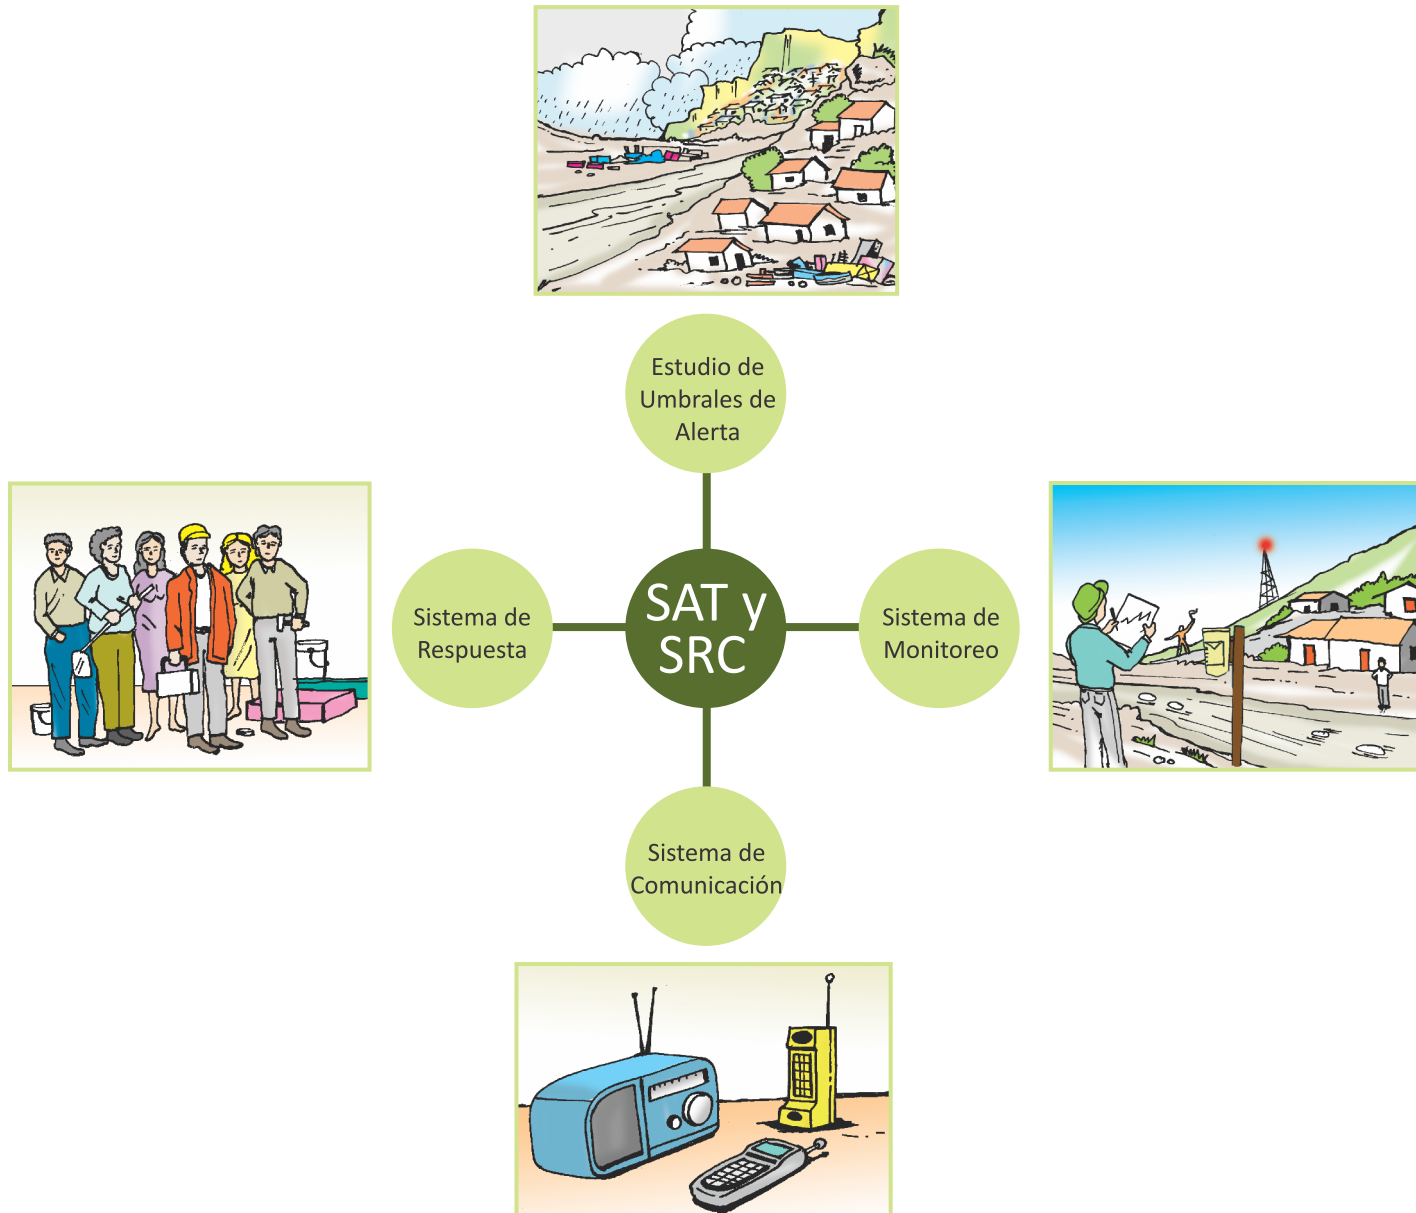 Estudio de
Umbrales de
Alerta
Sistema de
Respuesta
SAT y
SRC
Sistema de
Monitoreo
Sistema de
Comunicación